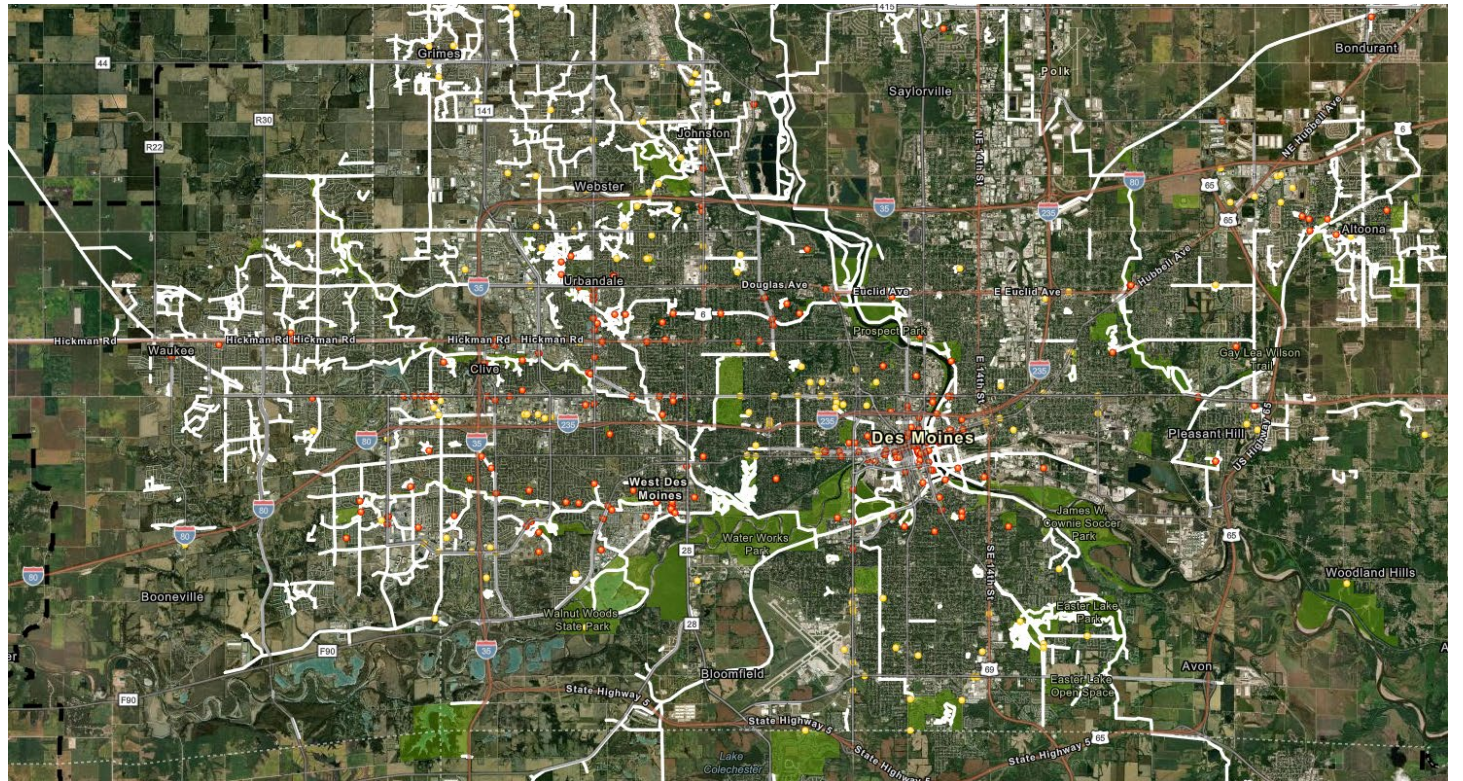 415
Grimes
Bondurant
44
Polk
Saylorville
R30
141
NE Hubbell Ave
Johnston
6
R22
NE 14th St
Webster
80
65
35
235
65
Altoona
Hubbell Ave
Urbandale
35
Douglas Ave
Euclid Ave
E Euclid Ave
6
Prospect Park
Hickman Rd
Hickman Rd
Hickman Rd
Hickman Rd
Hickman Rd
Waukee
Gay Lea Wilson
Trail
Clive
235
E 14th St
235
235
80
35
Des Moines
Pleasant Hill
US Highway 65
West Des
Moines
80
James W.
Cownie Soccer
Park
80
Water Works
Park
65
28
SE 14th St
80
Woodland Hills
Booneville
Walnut Woods
State Park
Easter Lake
Park
28
F90
35
69
Bloomfield
Avon
Easter Lake
Open Space
State Highway 5
F90
State Highway 5
65
State Highway 5
State Highway 5
Lake
Colechester